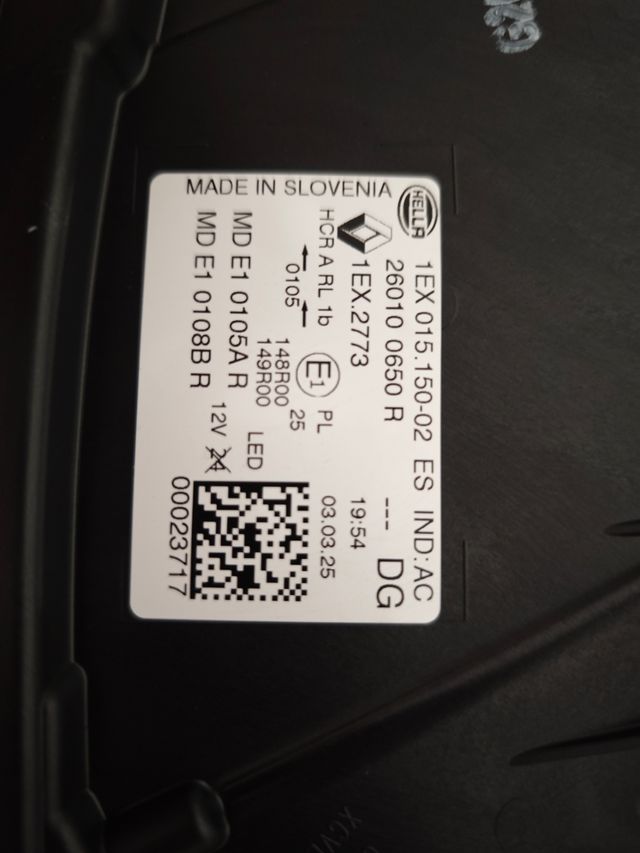 HELLA
1EX 015.150-02 ES IND:AC
26010 0650 R --- DG
1EX.2773 19:54
03.03.25
HCR A RL 1b E1 PL
0105 25
148R00
149R00 LED
MD E1 0105A R 12V 24
MD E1 0108B R
00023717
MADE IN SLOVENIA